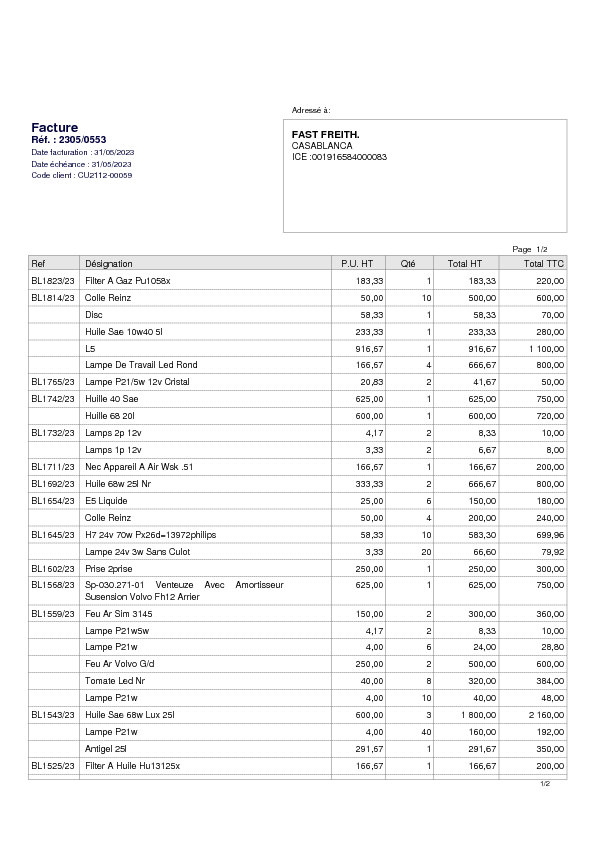 Adressé à:
Facture
Réf. : 2305/0553
Date facturation : 31/05/2023
Date échéance : 31/05/2023
Code client : CU2112-00059
FAST FREITH.
CASABLANCA
ICE :001916584000083
Page 1/2
Ref Désignation P.U. HT Qté Total HT Total TTC
BL1823/23 Filter A Gaz Pu1058x 183,33 1 183,33 220,00
BL1814/23 Colle Reinz 50,00 10 500,00 600,00
Disc 58,33 1 58,33 70,00
Huile Sae 10w40 5l 233,33 1 233,33 280,00
L5 916,67 1 916,67 1 100,00
Lampe De Travail Led Rond 166,67 4 666,67 800,00
BL1765/23 Lampe P21/5w 12v Cristal 20,83 2 41,67 50,00
BL1742/23 Huille 40 Sae 625,00 1 625,00 750,00
Huille 68 20l 600,00 1 600,00 720,00
BL1732/23 Lamps 2p 12v 4,17 2 8,33 10,00
Lamps 1p 12v 3,33 2 6,67 8,00
BL1711/23 Nec Appareil A Air Wsk .51 166,67 1 166,67 200,00
BL1692/23 Huile 68w 25l Nr 333,33 2 666,67 800,00
BL1654/23 E5 Liquide 25,00 6 150,00 180,00
Colle Reinz 50,00 4 200,00 240,00
BL1645/23 H7 24v 70w Px26d=13972philips 58,33 10 583,30 699,96
Lampe 24v 3w Sans Culot 3,33 20 66,60 79,92
BL1602/23 Prise 2prise 250,00 1 250,00 300,00
BL1568/23 Sp-030.271-01 Venteuze Avec Amortisseur 625,00 1 625,00 750,00
Susension Volvo Fh12 Arrier
BL1559/23 Feu Ar Sim 3145 150,00 2 300,00 360,00
Lampe P21w5w 4,17 2 8,33 10,00
Lampe P21w 4,00 6 24,00 28,80
Feu Ar Volvo G/d 250,00 2 500,00 600,00
Tomate Led Nr 40,00 8 320,00 384,00
Lampe P21w 4,00 10 40,00 48,00
BL1543/23 Huile Sae 68w Lux 25l 600,00 3 1 800,00 2 160,00
Lampe P21w 4,00 40 160,00 192,00
Antigel 25l 291,67 1 291,67 350,00
BL1525/23 Filter A Huile Hu13125x 166,67 1 166,67 200,00
1/2